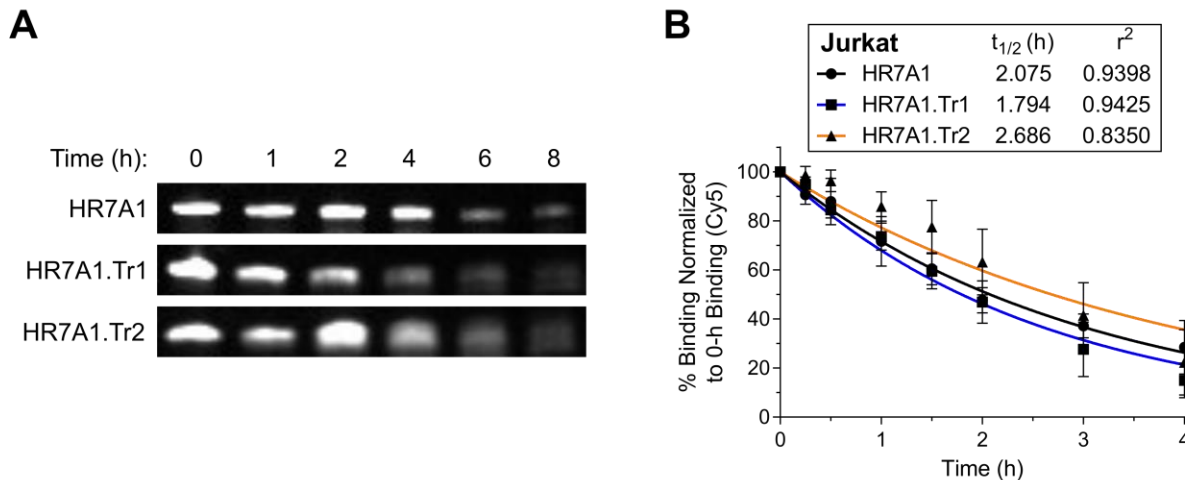 A
Time (h): 0 1 2 4 6 8
HR7A1
HR7A1.Tr1
HR7A1.Tr2
B
Jurkat t1/2 (h) r2
HR7A1 2.075 0.9398
HR7A1.Tr1 1.794 0.9425
HR7A1.Tr2 2.686 0.8350
% Binding Normalized
to 0-h Binding (Cy5)
100
80
60
40
20
0
0 1 2 3 4
Time (h)